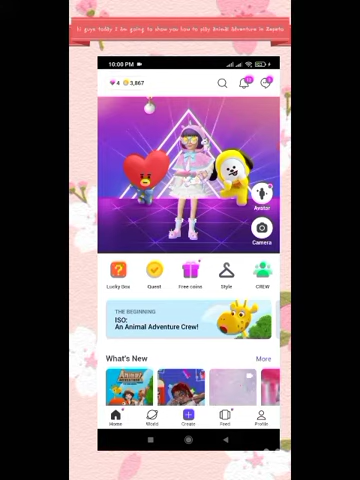 hi guys today I am going to show you how to play Animal Adventure in Zepeto
10:08 PM
4 3,867
Avatar
Camera
Lucky Box Quest Free coins Style CREW
THE BEGINNING
ISO:
An Animal Adventure Crew!
What's New More
Home World Create Feed Profile